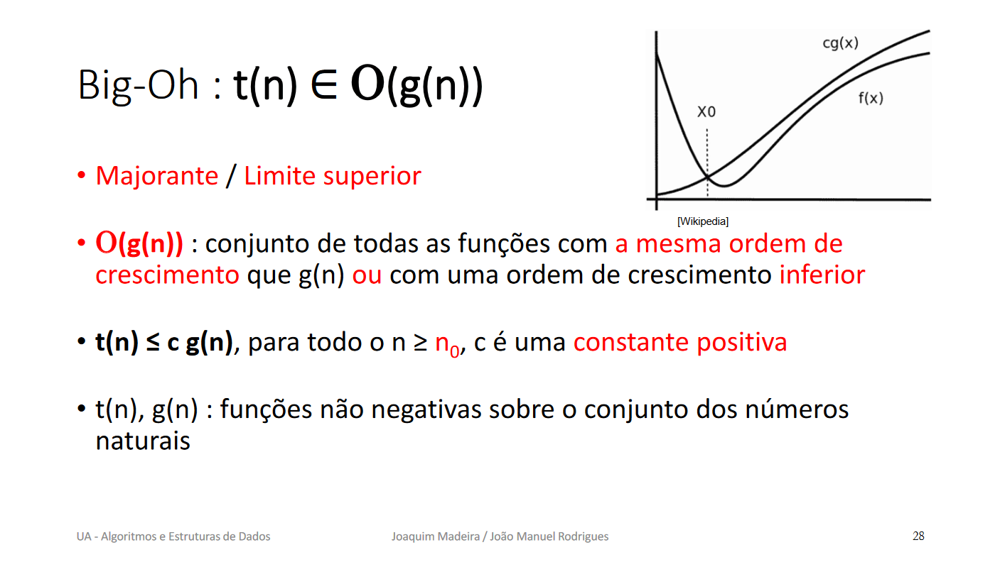 Big-Oh : t(n) ∈ O(g(n))
cg(x)
f(x)
X0
[Wikipedia]
• Majorante / Limite superior
• O(g(n)) : conjunto de todas as funções com a mesma ordem de
crescimento que g(n) ou com uma ordem de crescimento inferior
• t(n) ≤ c g(n), para todo o n ≥ n₀, c é uma constante positiva
• t(n), g(n) : funções não negativas sobre o conjunto dos números
naturais
UA - Algoritmos e Estruturas de Dados
Joaquim Madeira / João Manuel Rodrigues
28